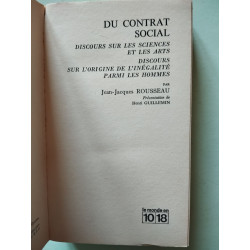 DU CONTRAT
SOCIAL
DISCOURS SUR LES SCIENCES
ET LES ARTS
DISCOURS
SUR L'ORIGINE DE L'INÉGALITÉ
PARMI LES HOMMES
PAR
Jean-Jacques ROUSSEAU
Présentation de
Henri GUILLEMIN
le monde en
10 18